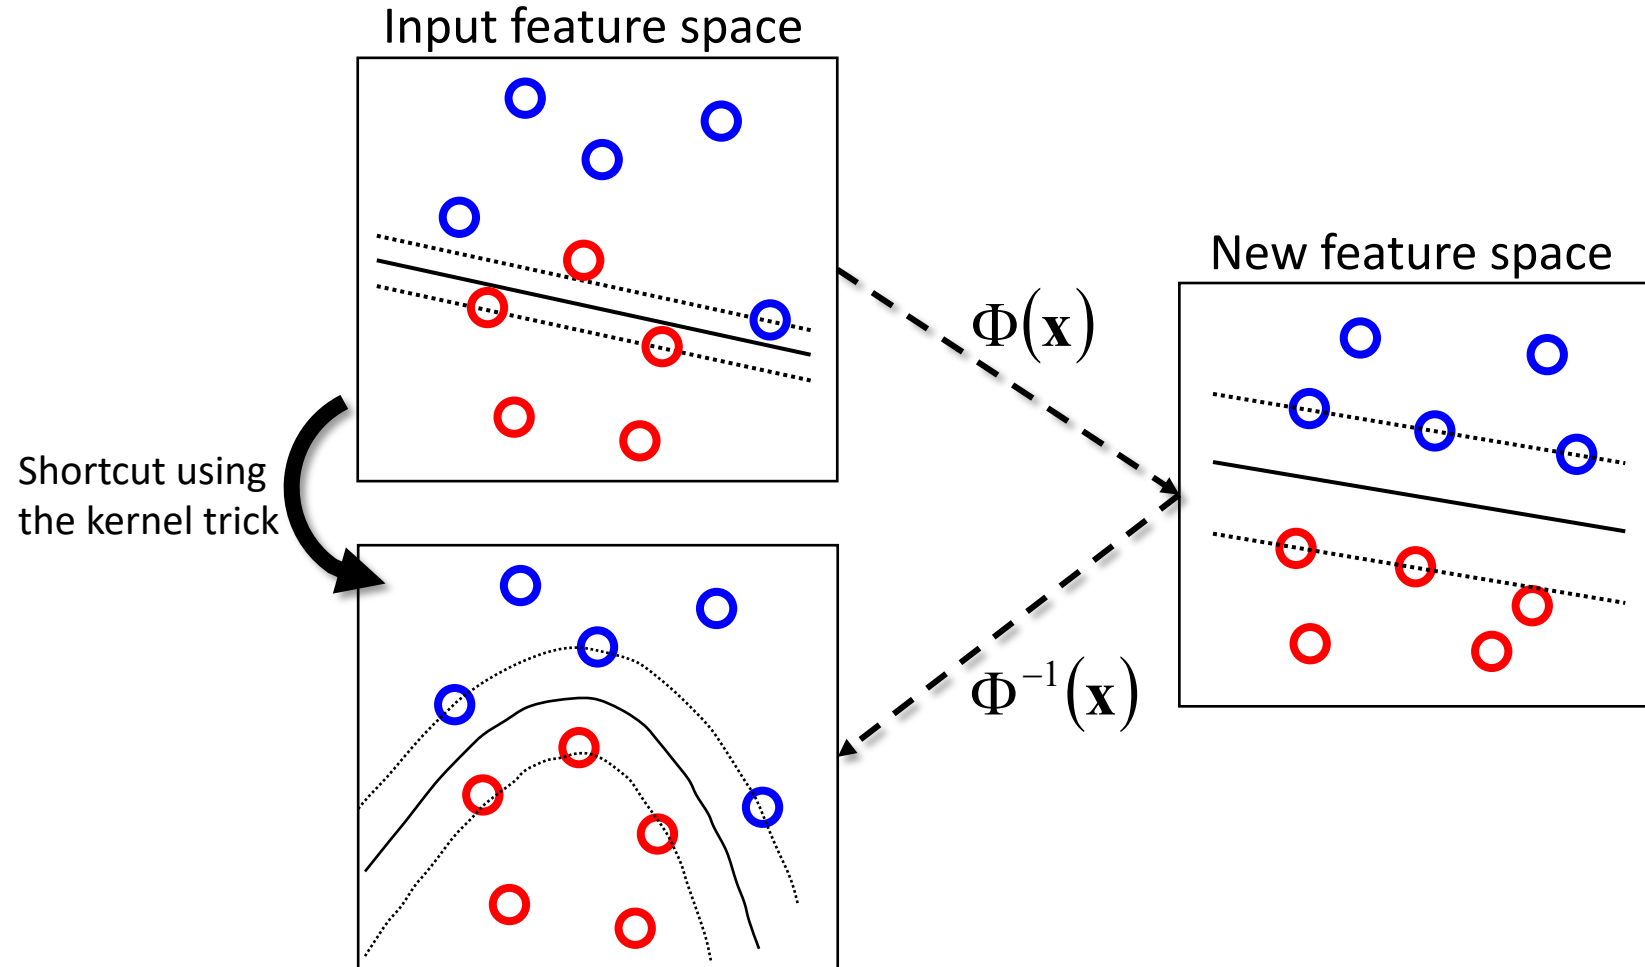 Input feature space
New feature space
Φ(x)
Shortcut using
the kernel trick
Φ⁻¹(x)